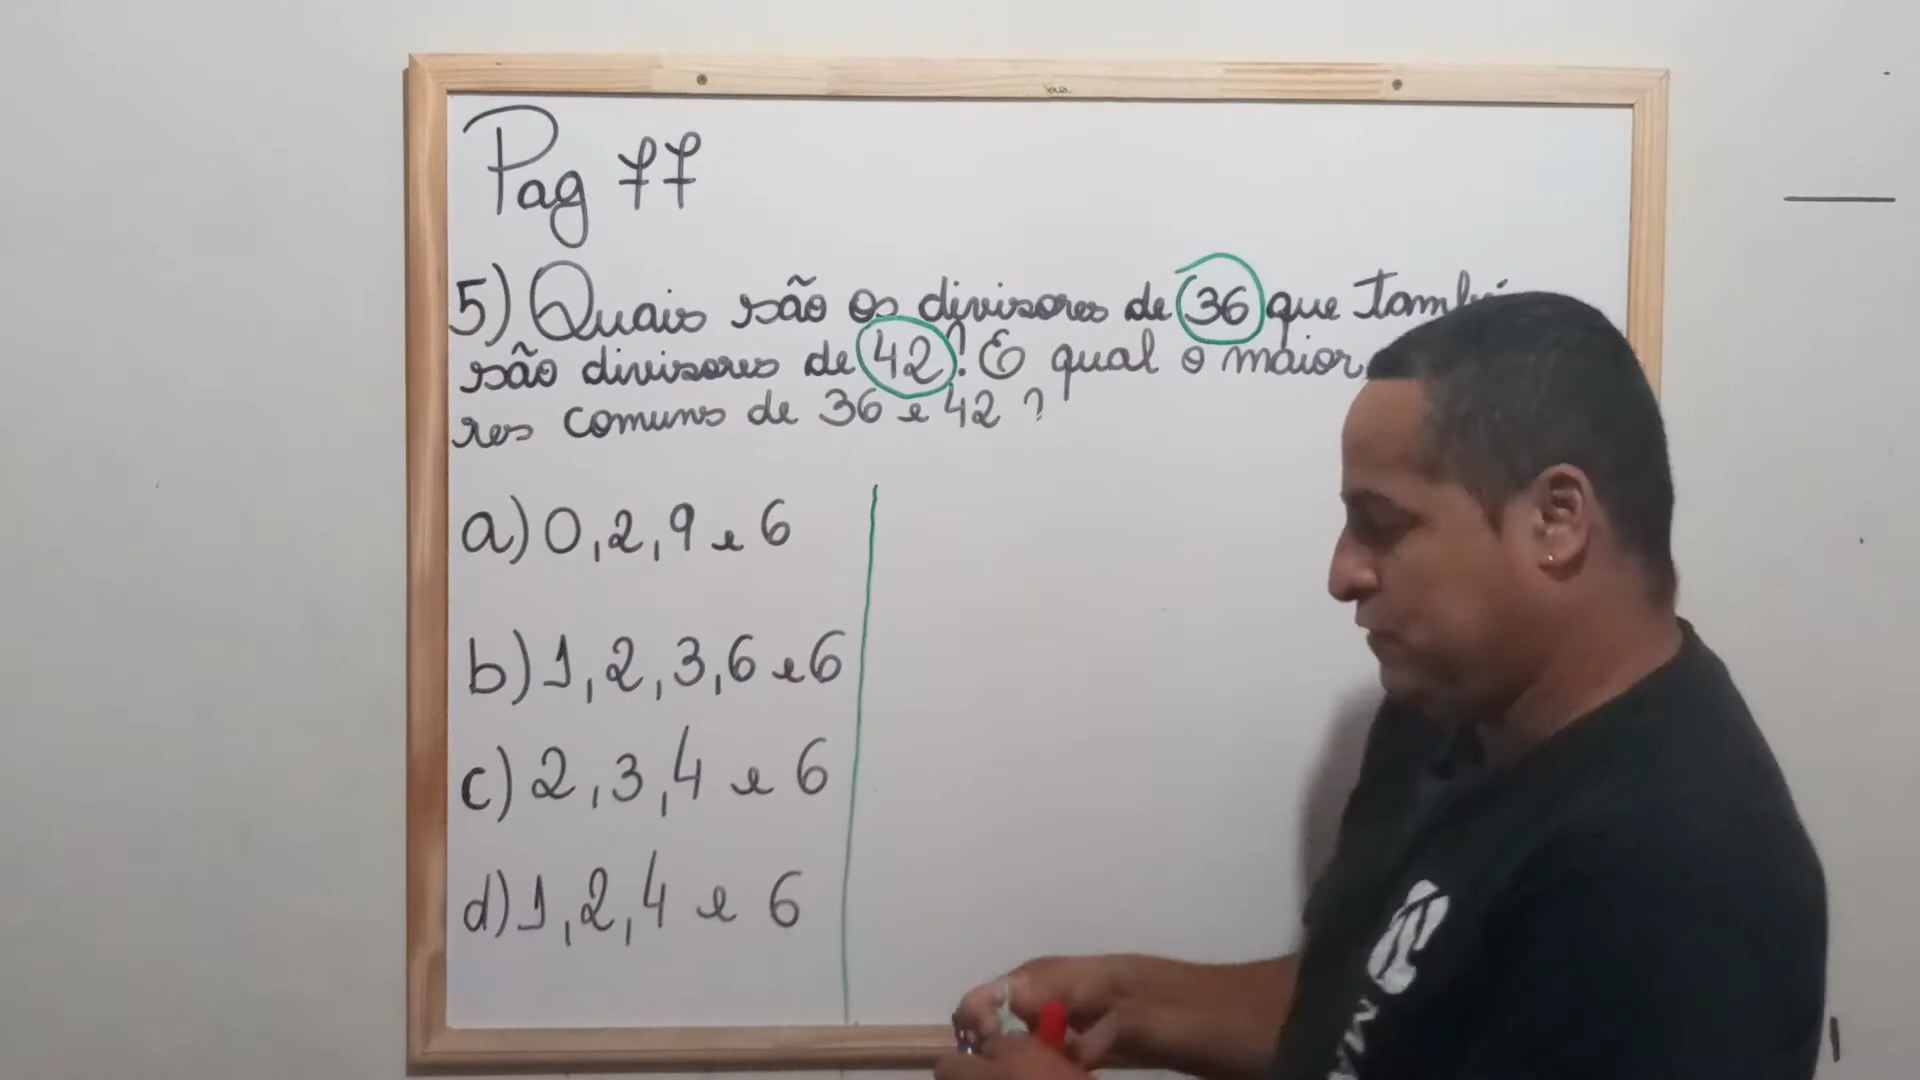 Pag 77
5) Quais são os divisores de 36 que
são divisores de 42? E qual o maior
res comuns de 36 e 42?
a) 0, 2, 9 e 6
b) 1, 2, 3, 6 e 6
c) 2, 3, 4 e 6
d) 1, 2, 4 e 6